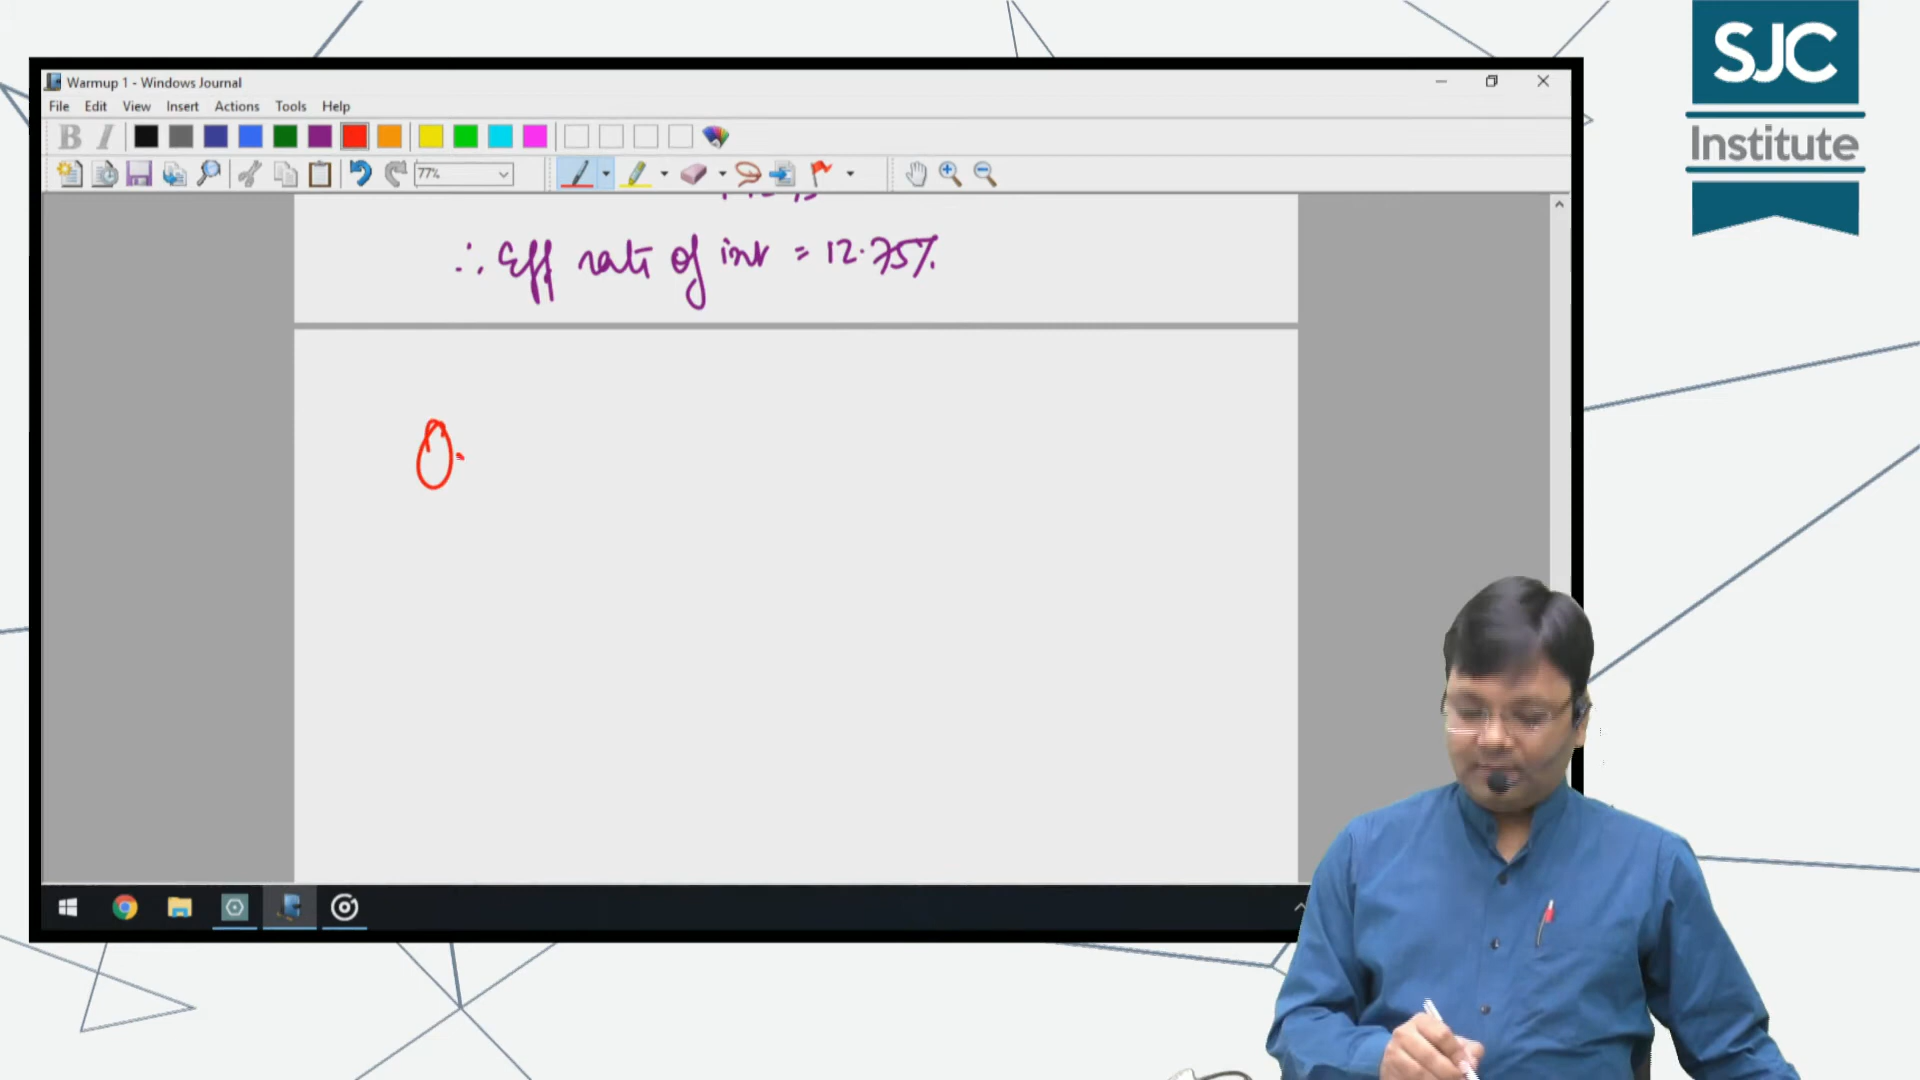 SJC
Institute
Warmup 1 - Windows Journal
File Edit View Insert Actions Tools Help
B I
77%
∴ Eff rate of int = 12.75%